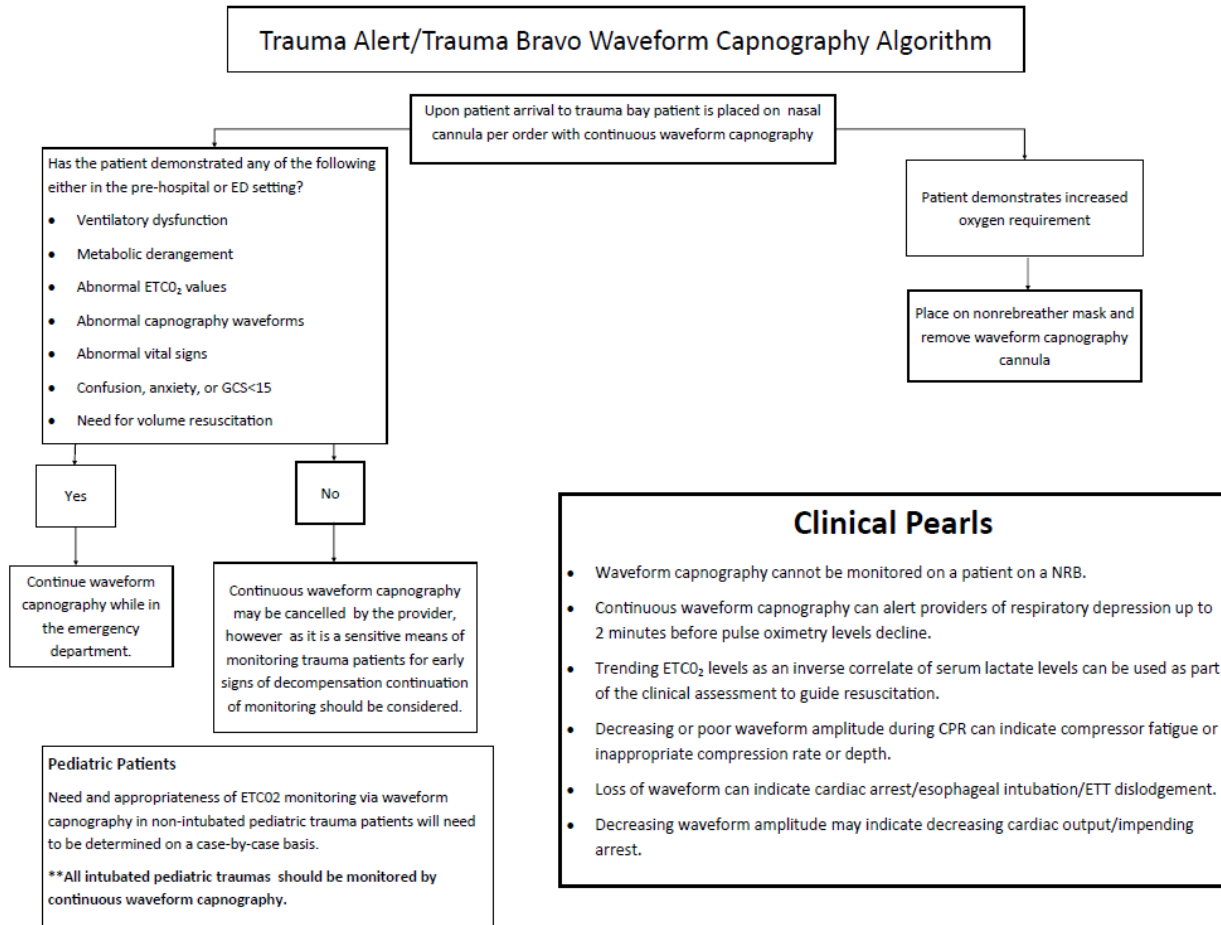 Trauma Alert/Trauma Bravo Waveform Capnography Algorithm
Upon patient arrival to trauma bay patient is placed on nasal
cannula per order with continuous waveform capnography
Has the patient demonstrated any of the following
either in the pre-hospital or ED setting?
• Ventilatory dysfunction
• Metabolic derangement
• Abnormal ETC0₂ values
• Abnormal capnography waveforms
• Abnormal vital signs
• Confusion, anxiety, or GCS<15
• Need for volume resuscitation
Yes
No
Continue waveform
capnography while in
the emergency
department.
Continuous waveform capnography
may be cancelled by the provider,
however as it is a sensitive means of
monitoring trauma patients for early
signs of decompensation continuation
of monitoring should be considered.
Patient demonstrates increased
oxygen requirement
Place on nonrebreather mask and
remove waveform capnography
cannula
Pediatric Patients
Need and appropriateness of ETC02 monitoring via waveform
capnography in non-intubated pediatric trauma patients will need
to be determined on a case-by-case basis.
**All intubated pediatric traumas should be monitored by
continuous waveform capnography.
Clinical Pearls
• Waveform capnography cannot be monitored on a patient on a NRB.
• Continuous waveform capnography can alert providers of respiratory depression up to
2 minutes before pulse oximetry levels decline.
• Trending ETC0₂ levels as an inverse correlate of serum lactate levels can be used as part
of the clinical assessment to guide resuscitation.
• Decreasing or poor waveform amplitude during CPR can indicate compressor fatigue or
inappropriate compression rate or depth.
• Loss of waveform can indicate cardiac arrest/esophageal intubation/ETT dislodgement.
• Decreasing waveform amplitude may indicate decreasing cardiac output/impending
arrest.